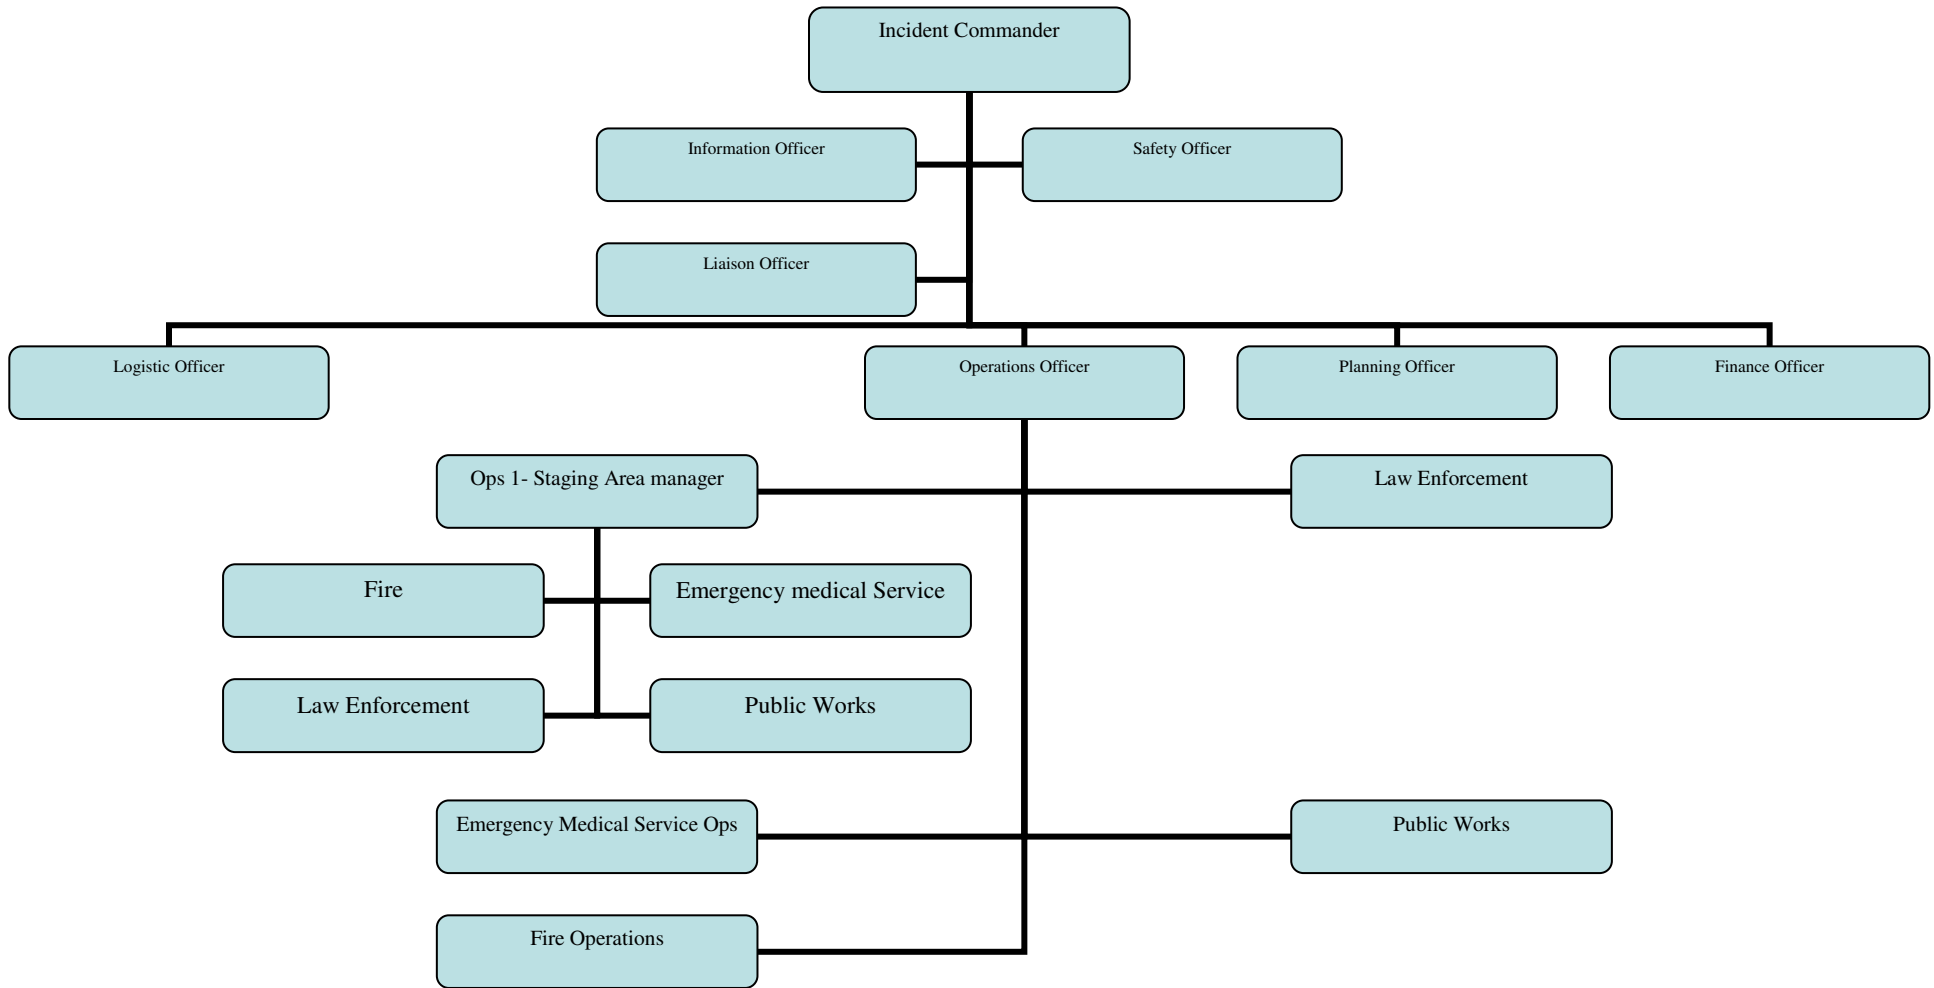 Incident Commander
Information Officer
Safety Officer
Liaison Officer
Logistic Officer
Operations Officer
Planning Officer
Finance Officer
Ops 1- Staging Area manager
Law Enforcement
Fire
Emergency medical Service
Law Enforcement
Public Works
Emergency Medical Service Ops
Public Works
Fire Operations